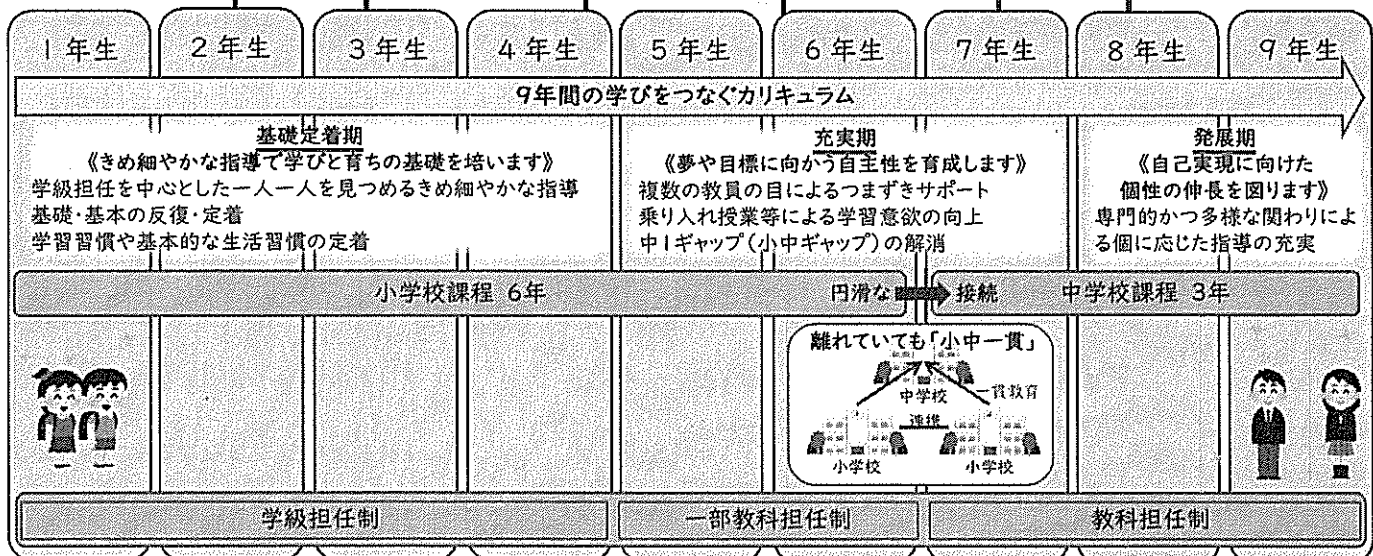 1年生
2年生
3年生
4年生
5年生
6年生
7年生
8年生
9年生
9年間の学びをつなぐカリキュラム
基礎定着期
《きめ細やかな指導で学びと育ちの基礎を培います》
学級担任を中心とした一人一人を見つめるきめ細やかな指導
基礎・基本の反復・定着
学習習慣や基本的な生活習慣の定着
充実期
《夢や目標に向かう自主性を育成します》
複数の教員の目によるつまずきサポート
乗り入れ授業等による学習意欲の向上
中1ギャップ(小中ギャップ)の解消
発展期
《自己実現に向けた
個性の伸長を図ります》
専門的かつ多様な関わりによ
る個に応じた指導の充実
小学校課程 6年
円滑な
接続
中学校課程 3年
離れていても「小中一貫」
中学校
一貫教育
連携
小学校
小学校
学級担任制
一部教科担任制
教科担任制